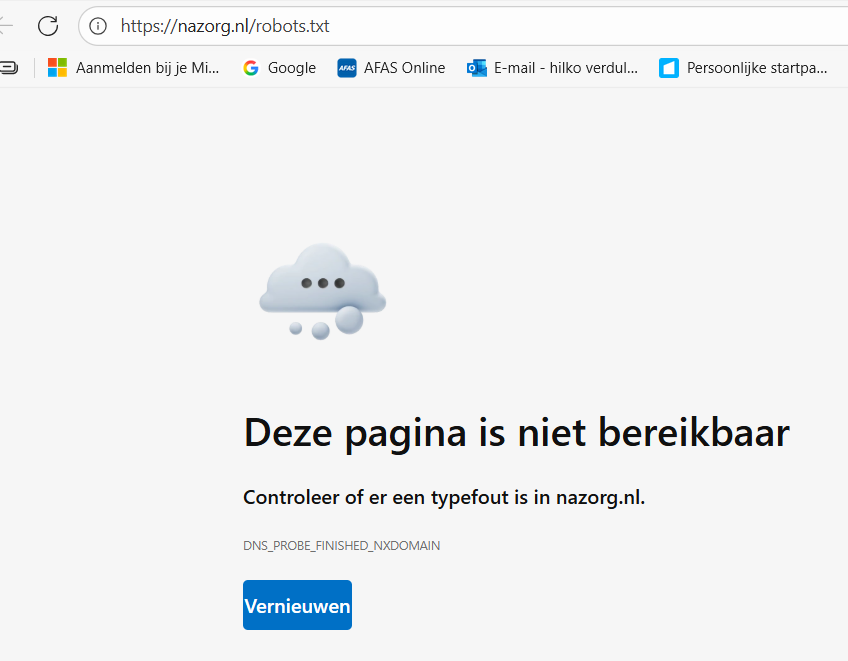 https://nazorg.nl/robots.txt
Aanmelden bij je Mi... Google AFAS AFAS Online E-mail - hilko verdul... Persoonlijke startpa...
Deze pagina is niet bereikbaar
Controleer of er een typefout is in nazorg.nl.
DNS_PROBE_FINISHED_NXDOMAIN
Vernieuwen